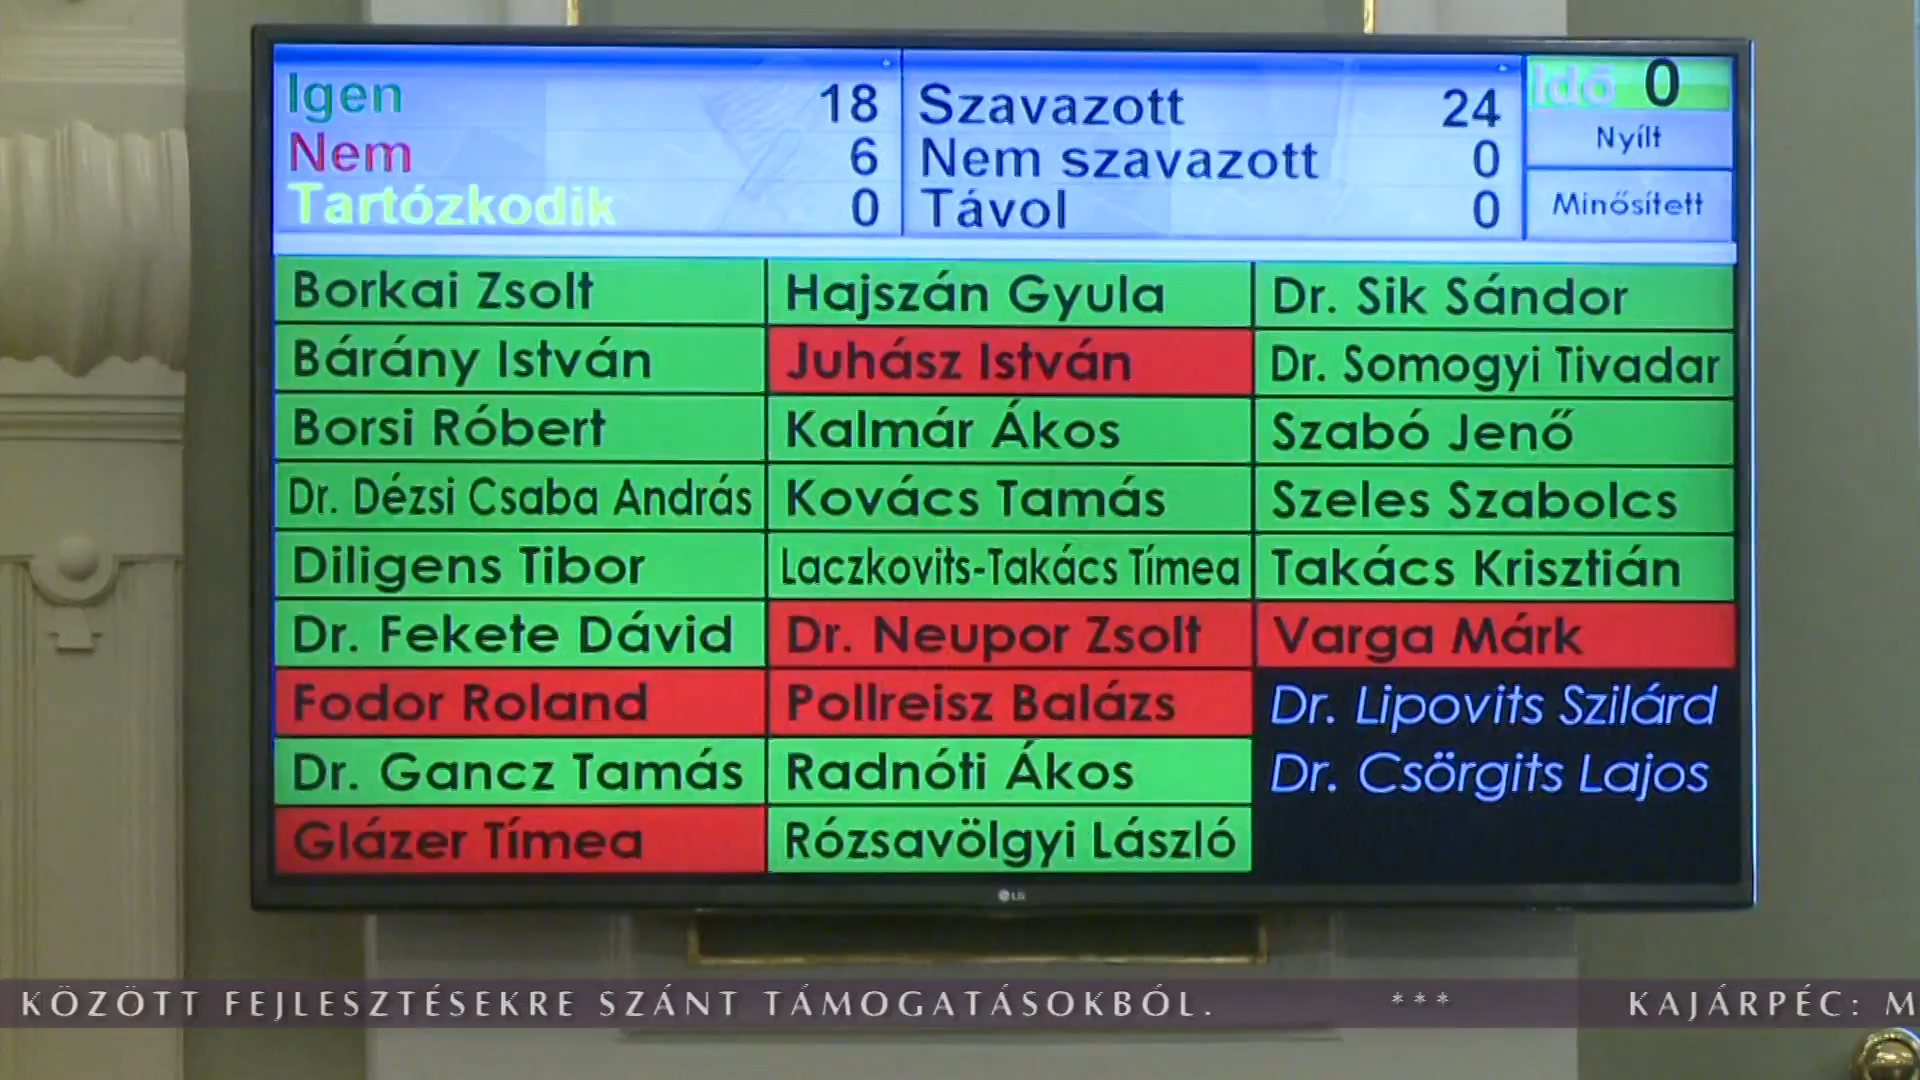 Igen 18
Nem 6
Tartózkodik 0
Szavazott 24
Nem szavazott 0
Távol 0
Idő 0
Nyílt
Minősített
Borkai Zsolt
Bárány István
Borsi Róbert
Dr. Dézsi Csaba András
Diligens Tibor
Dr. Fekete Dávid
Fodor Roland
Dr. Gancz Tamás
Glázer Tímea
Hajszán Gyula
Juhász István
Kalmár Ákos
Kovács Tamás
Laczkovits-Takács Tímea
Dr. Neupor Zsolt
Pollreisz Balázs
Radnóti Ákos
Rózsavölgyi László
Dr. Sik Sándor
Dr. Somogyi Tivadar
Szabó Jenő
Szeles Szabolcs
Takács Krisztián
Varga Márk
Dr. Lipovits Szilárd
Dr. Csörgits Lajos
LG
KÖZÖTT FEJLESZTÉSEKRE SZÁNT TÁMOGATÁSOKBÓL. *** KAJÁRPÉC: M